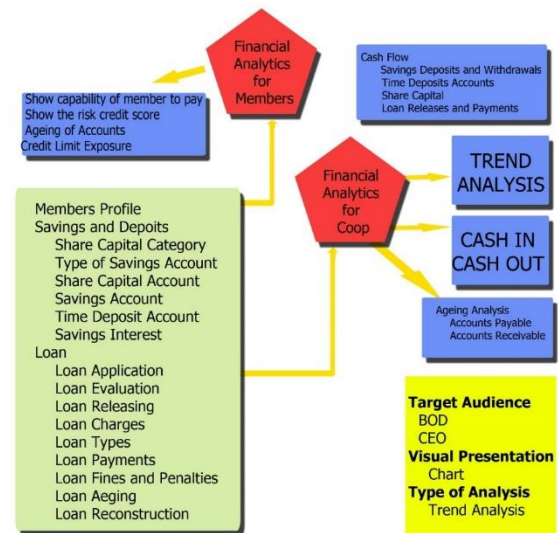 Financial
Analytics
for
Members
Show capability of member to pay
Show the risk credit score
Ageing of Accounts
Credit Limit Exposure
Cash Flow
Savings Deposits and Withdrawals
Time Deposits Accounts
Share Capital
Loan Releases and Payments
Financial
Analytics
for
Coop
TREND
ANALYSIS
CASH IN
CASH OUT
Ageing Analysis
Accounts Payable
Accounts Receivable
Members Profile
Savings and Depoits
Share Capital Category
Type of Savings Account
Share Capital Account
Savings Account
Time Deposit Account
Savings Interest
Loan
Loan Application
Loan Evaluation
Loan Releasing
Loan Charges
Loan Types
Loan Payments
Loan Fines and Penalties
Loan Aeging
Loan Reconstruction
Target Audience
BOD
CEO
Visual Presentation
Chart
Type of Analysis
Trend Analysis